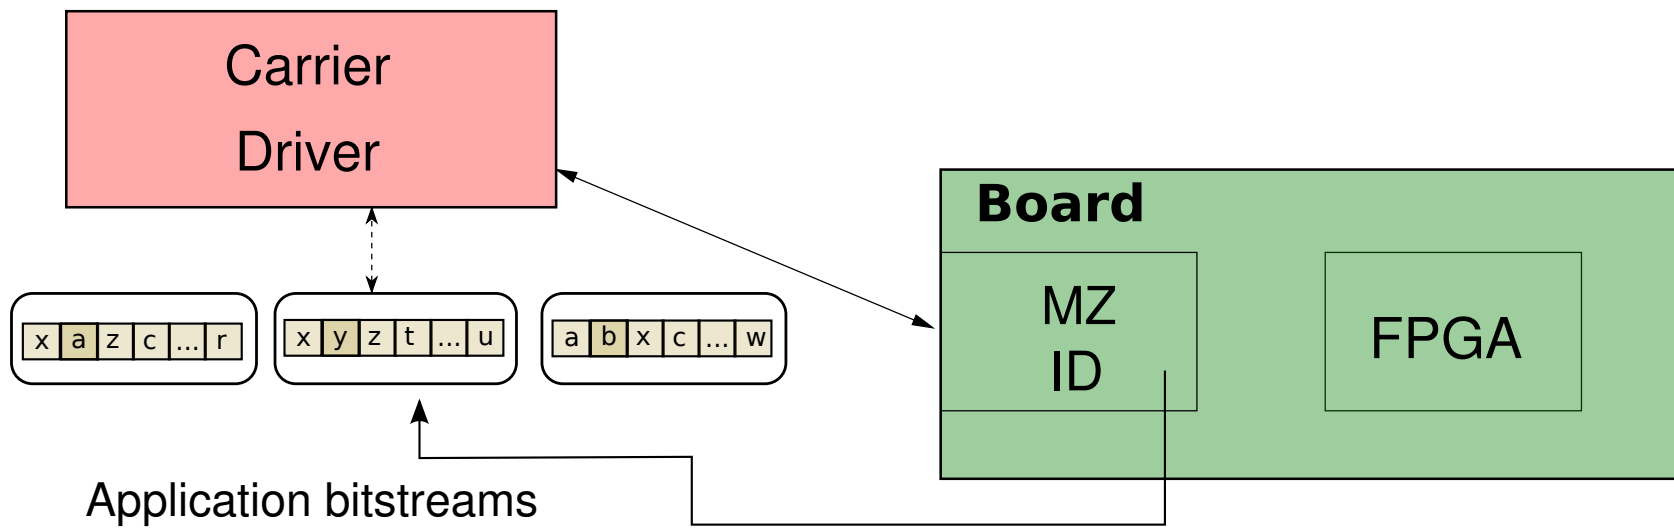 Carrier
Driver
Board
MZ
ID
FPGA
x a z c ... r
x y z t ... u
a b x c ... w
Application bitstreams